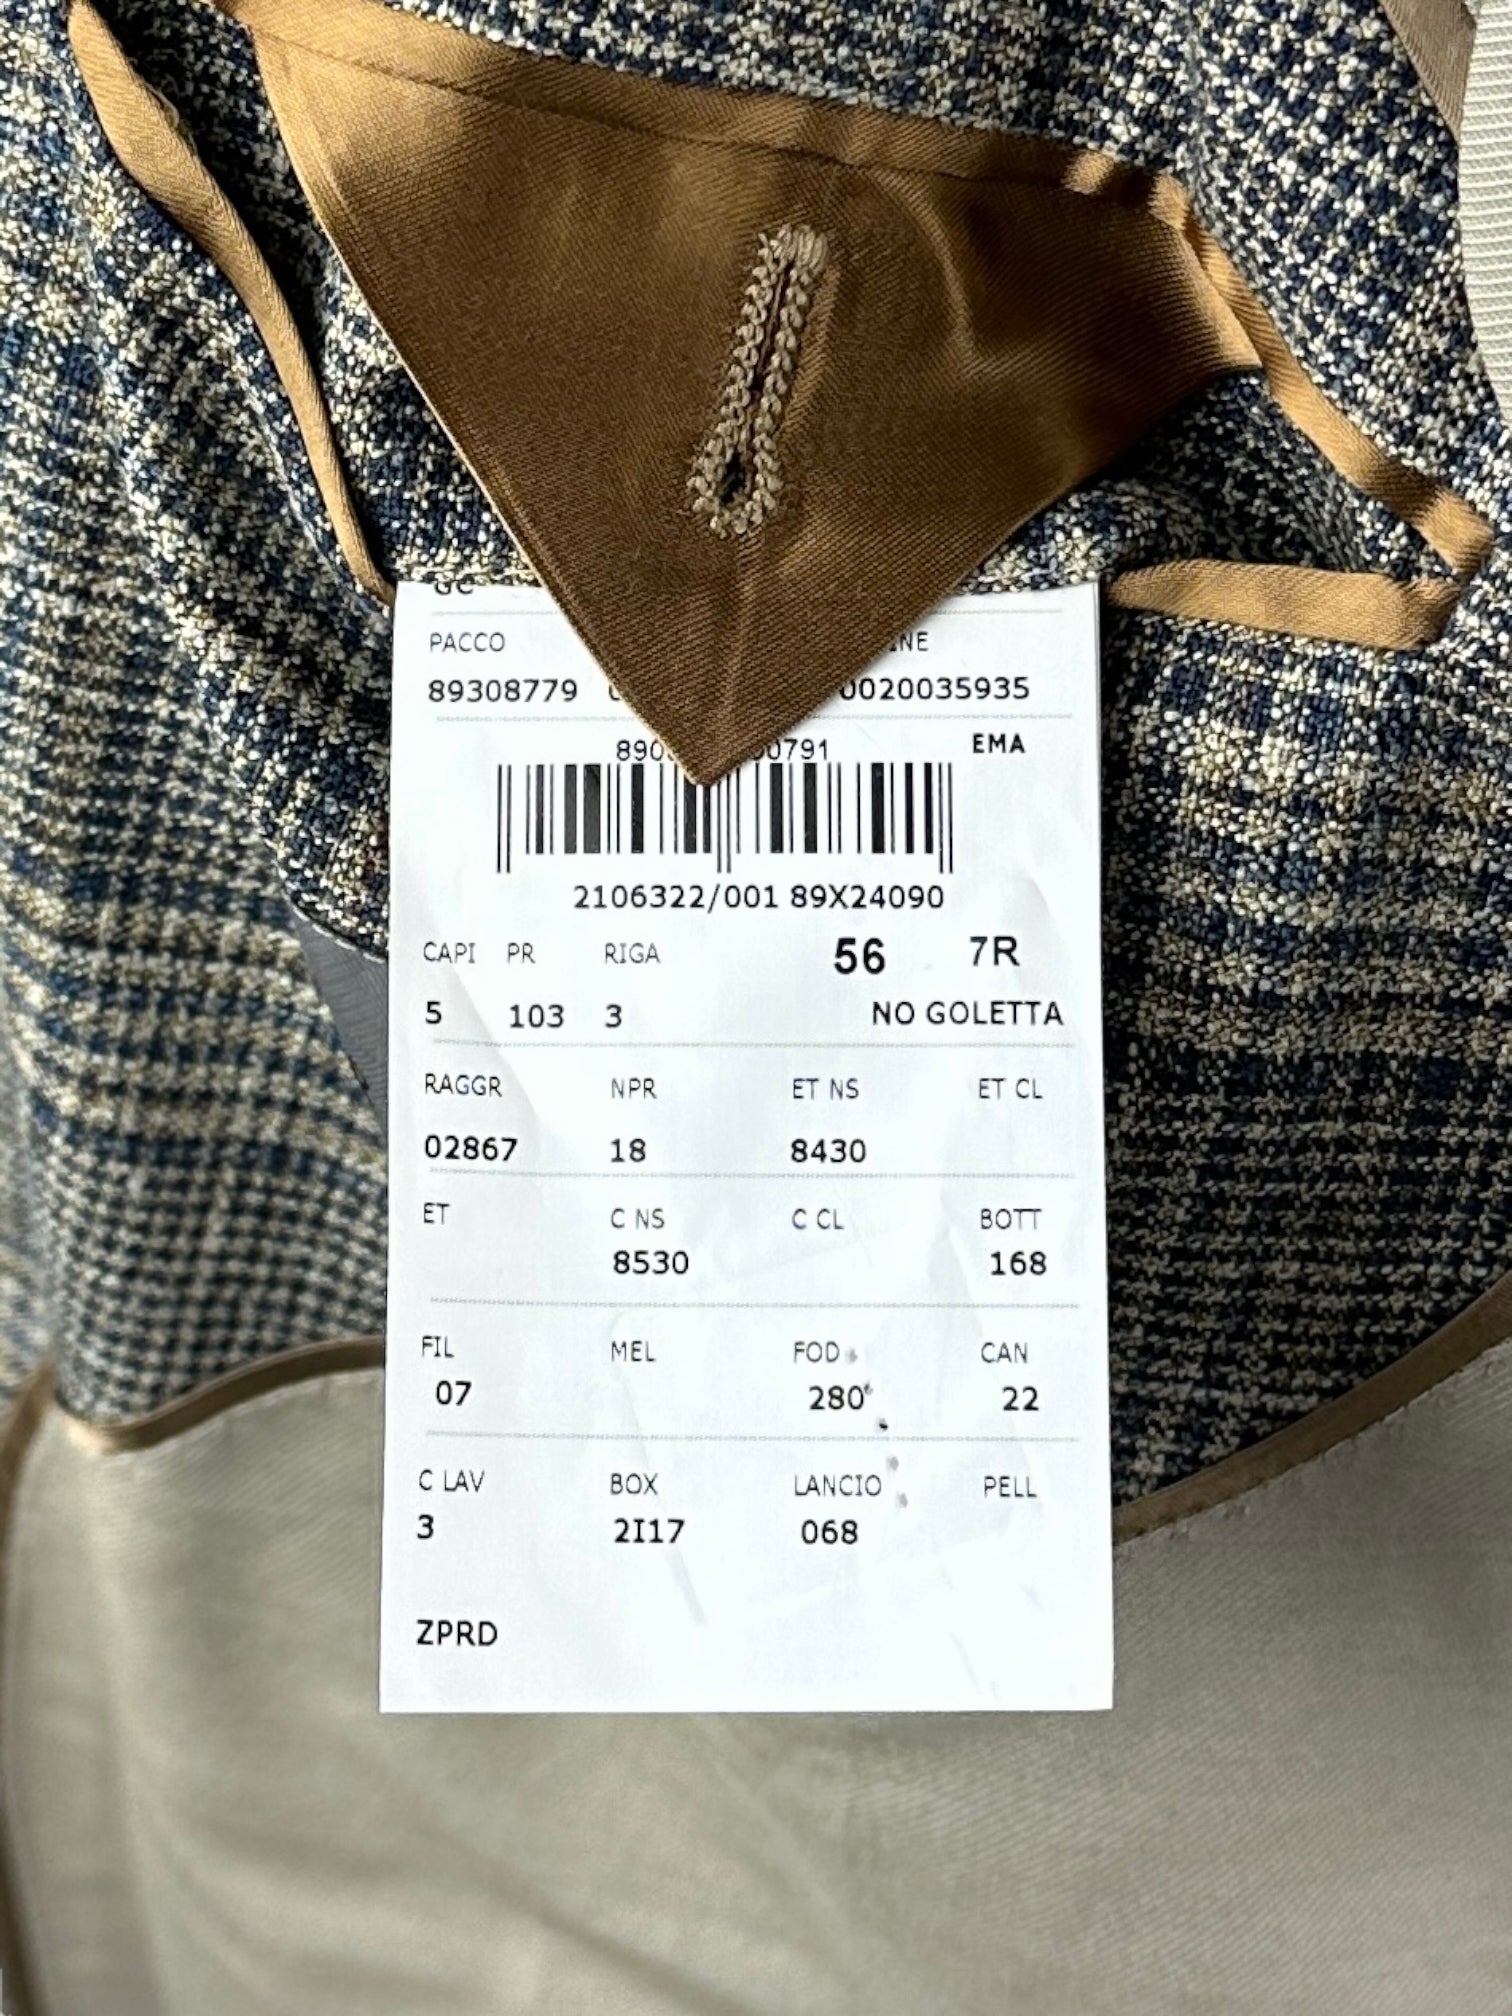 PACCO
89308779 0020035935
EMA
2106322/001 89X24090
CAPI PR RIGA 56 7R
5 103 3 NO GOLETTA
RAGGR NPR ET NS ET CL
02867 18 8430
ET C NS C CL BOTT
8530 168
FIL MEL FOD CAN
07 280 22
C LAV BOX LANCIO PELL
3 2I17 068
ZPRD